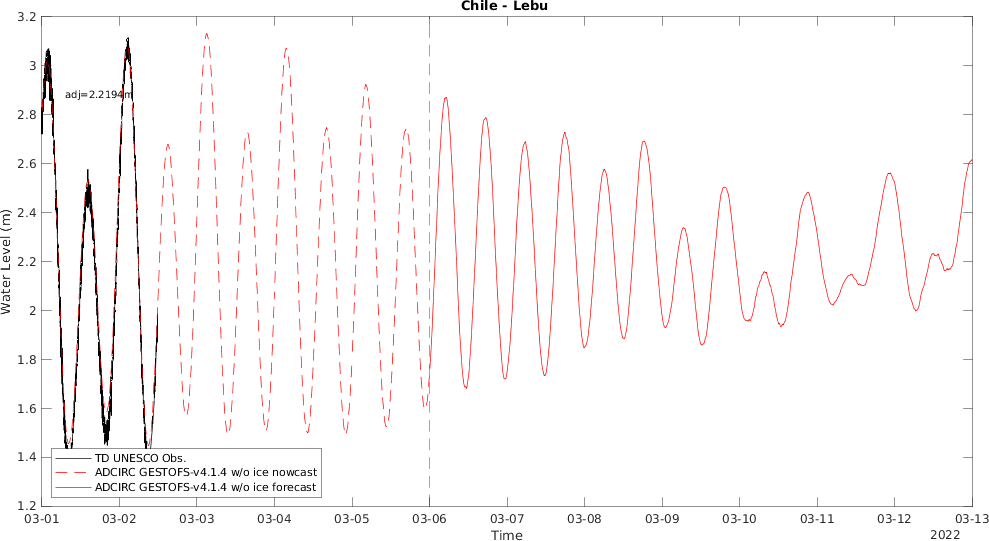 Chile - Lebu
3.2
3
2.8
2.6
2.4
2.2
2
1.8
1.6
1.4
1.2
Water Level (m)
adj=2.2194m
TD UNESCO Obs.
ADCIRC GESTOFS-v4.1.4 w/o ice nowcast
ADCIRC GESTOFS-v4.1.4 w/o ice forecast
03-01 03-02 03-03 03-04 03-05 03-06 03-07 03-08 03-09 03-10 03-11 03-12 03-13
Time
2022